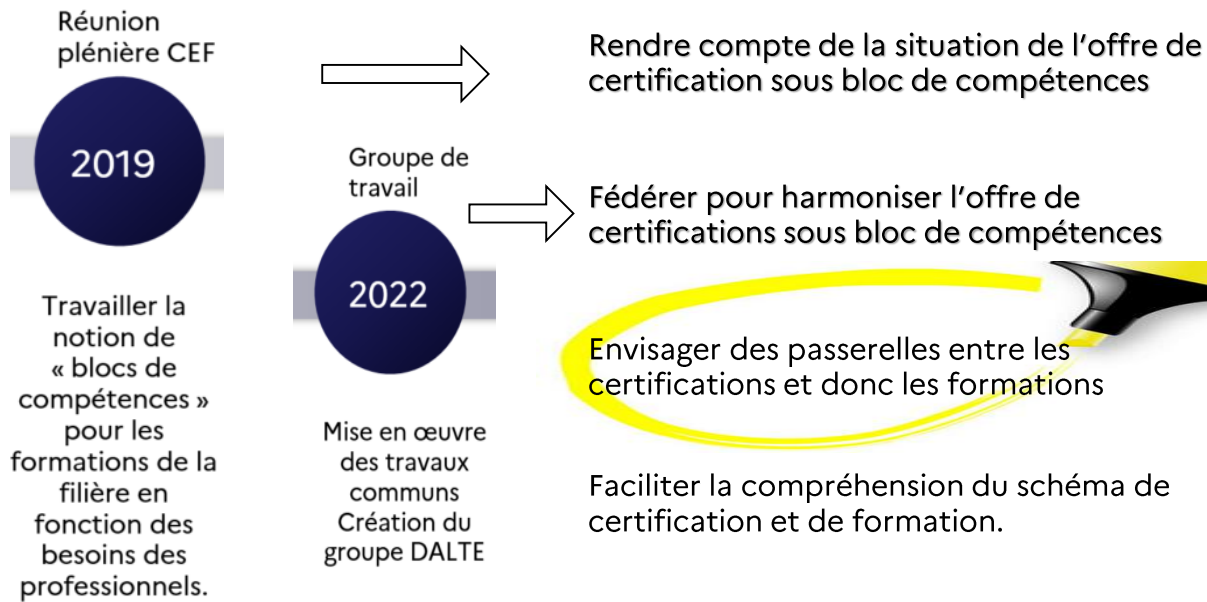 Réunion
plénière CEF
2019
Travailler la
notion de
« blocs de
compétences »
pour les
formations de la
filière en
fonction des
besoins des
professionnels.
Groupe de
travail
2022
Mise en œuvre
des travaux
communs
Création du
groupe DALTE
Rendre compte de la situation de l’offre de
certification sous bloc de compétences
Fédérer pour harmoniser l’offre de
certifications sous bloc de compétences
Envisager des passerelles entre les
certifications et donc les formations
Faciliter la compréhension du schéma de
certification et de formation.